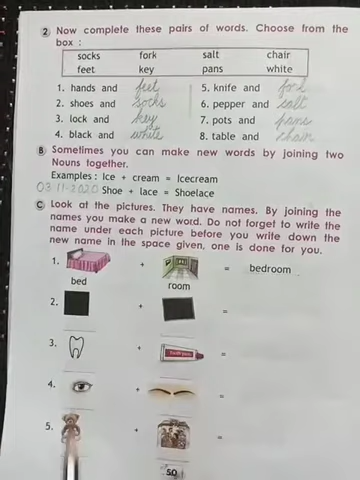 2 Now complete these pairs of words. Choose from the
box :
socks fork salt chair
feet key pans white
1. hands and feet 5. knife and fork
2. shoes and socks 6. pepper and salt
3. lock and key 7. pots and pans
4. black and white 8. table and chair
B Sometimes you can make new words by joining two
Nouns together.
Examples : Ice + cream = Icecream
03-11-2020 Shoe + lace = Shoelace
C Look at the pictures. They have names. By joining the
names you make a new word. Do not forget to write the
name under each picture before you write down the
new name in the space given, one is done for you.
1. + = bedroom
bed room
2. + =
3. + =
4. + =
5. + =
50